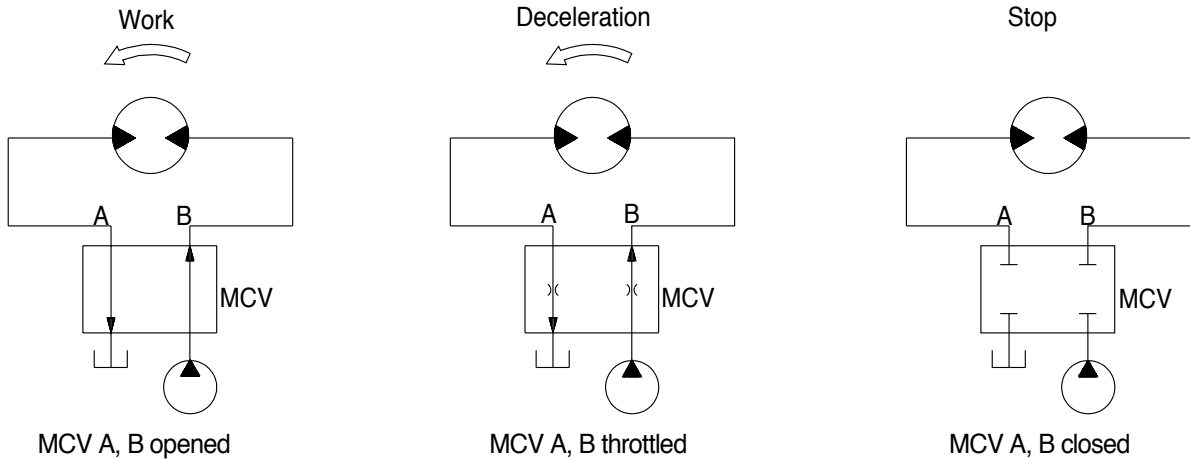 Work
Deceleration
Stop
A B
A B
A B
MCV
MCV
MCV
MCV A, B opened
MCV A, B throttled
MCV A, B closed